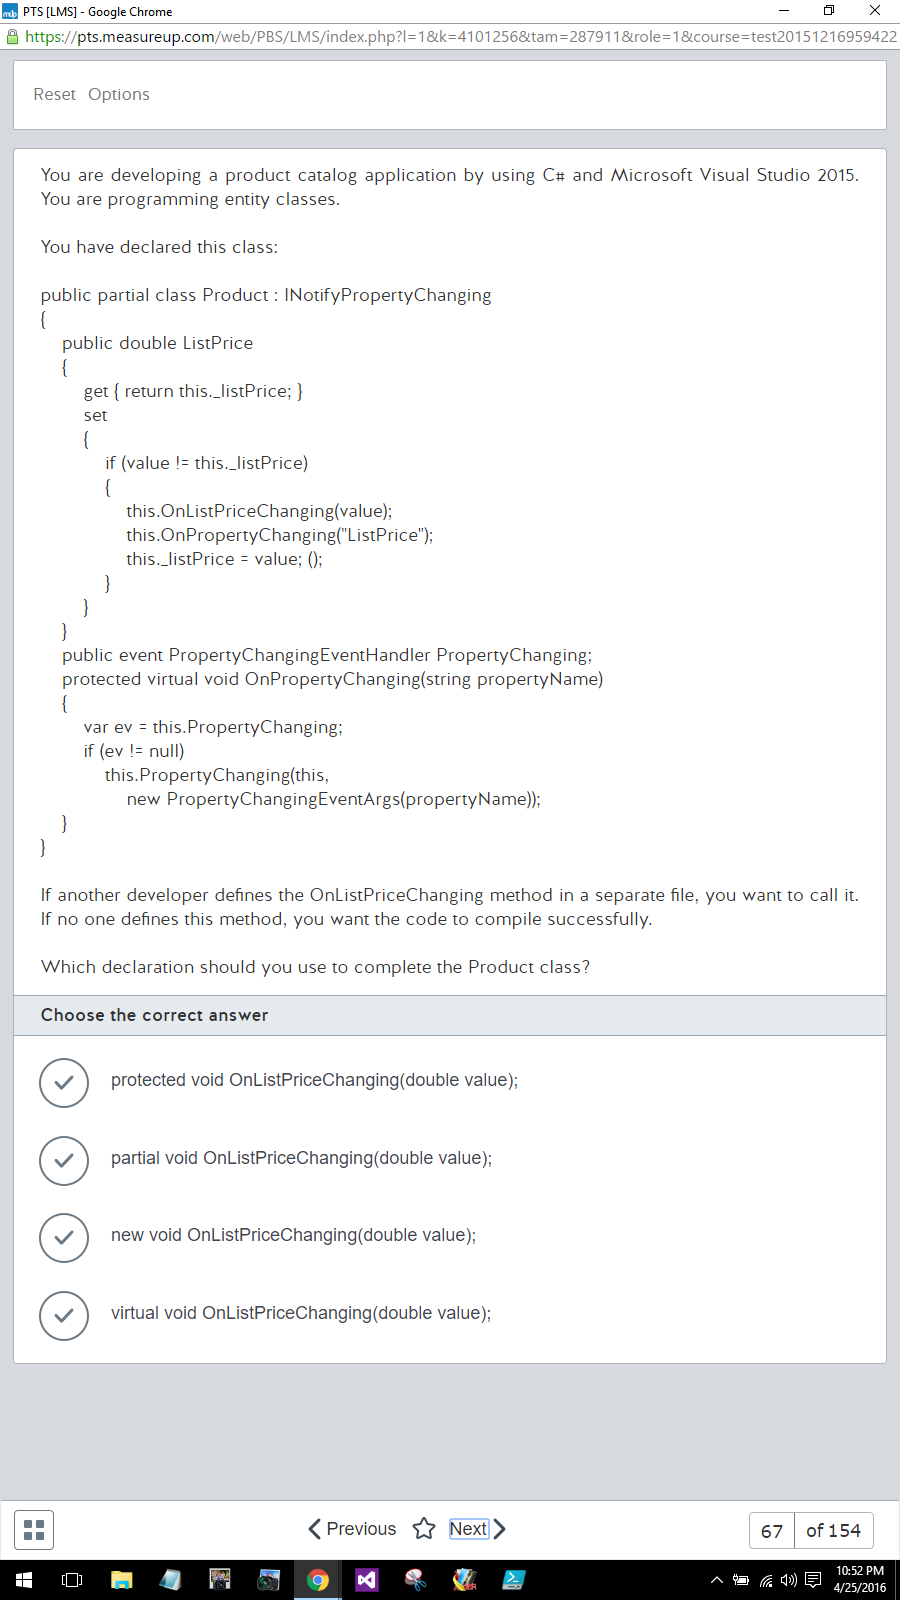 PTS [LMS] - Google Chrome
https://pts.measureup.com/web/PBS/LMS/index.php?l=1&k=4101256&tam=287911&role=1&course=test20151216959422
Reset Options
You are developing a product catalog application by using C# and Microsoft Visual Studio 2015.
You are programming entity classes.
You have declared this class:
public partial class Product : INotifyPropertyChanging
{
public double ListPrice
{
get { return this._listPrice; }
set
{
if (value != this._listPrice)
{
this.OnListPriceChanging(value);
this.OnPropertyChanging("ListPrice");
this._listPrice = value; ();
}
}
}
public event PropertyChangingEventHandler PropertyChanging;
protected virtual void OnPropertyChanging(string propertyName)
{
var ev = this.PropertyChanging;
if (ev != null)
this.PropertyChanging(this,
new PropertyChangingEventArgs(propertyName));
}
}
If another developer defines the OnListPriceChanging method in a separate file, you want to call it.
If no one defines this method, you want the code to compile successfully.
Which declaration should you use to complete the Product class?
Choose the correct answer
protected void OnListPriceChanging(double value);
partial void OnListPriceChanging(double value);
new void OnListPriceChanging(double value);
virtual void OnListPriceChanging(double value);
Previous Next 67 of 154
10:52 PM
4/25/2016